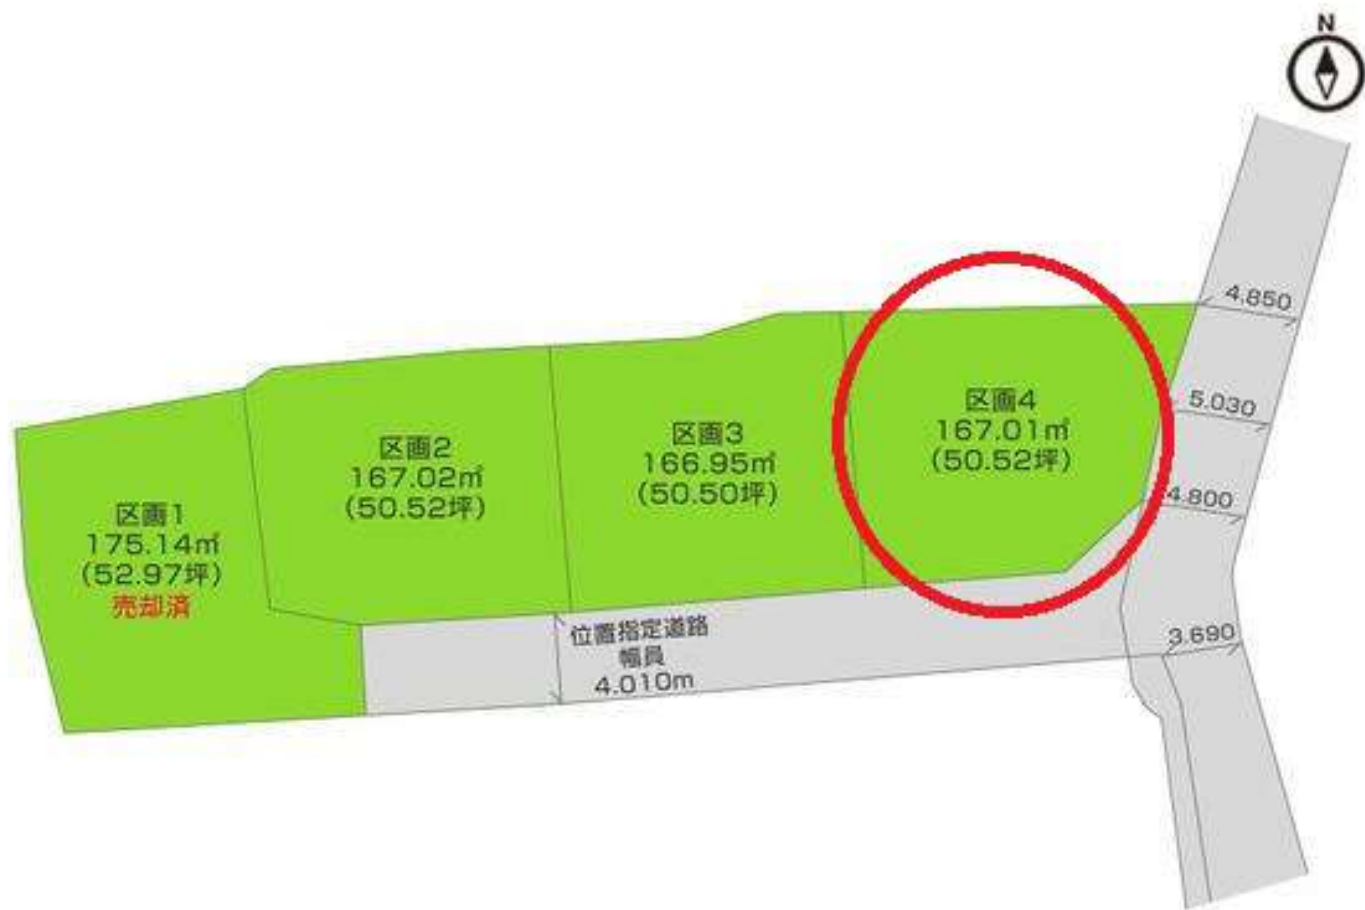 N
4.850
5.030
4.800
3.690
区画4
167.01㎡
(50.52坪)
区画3
166.95㎡
(50.50坪)
区画2
167.02㎡
(50.52坪)
区画1
175.14㎡
(52.97坪)
売却済
位置指定道路
幅員
4.010m